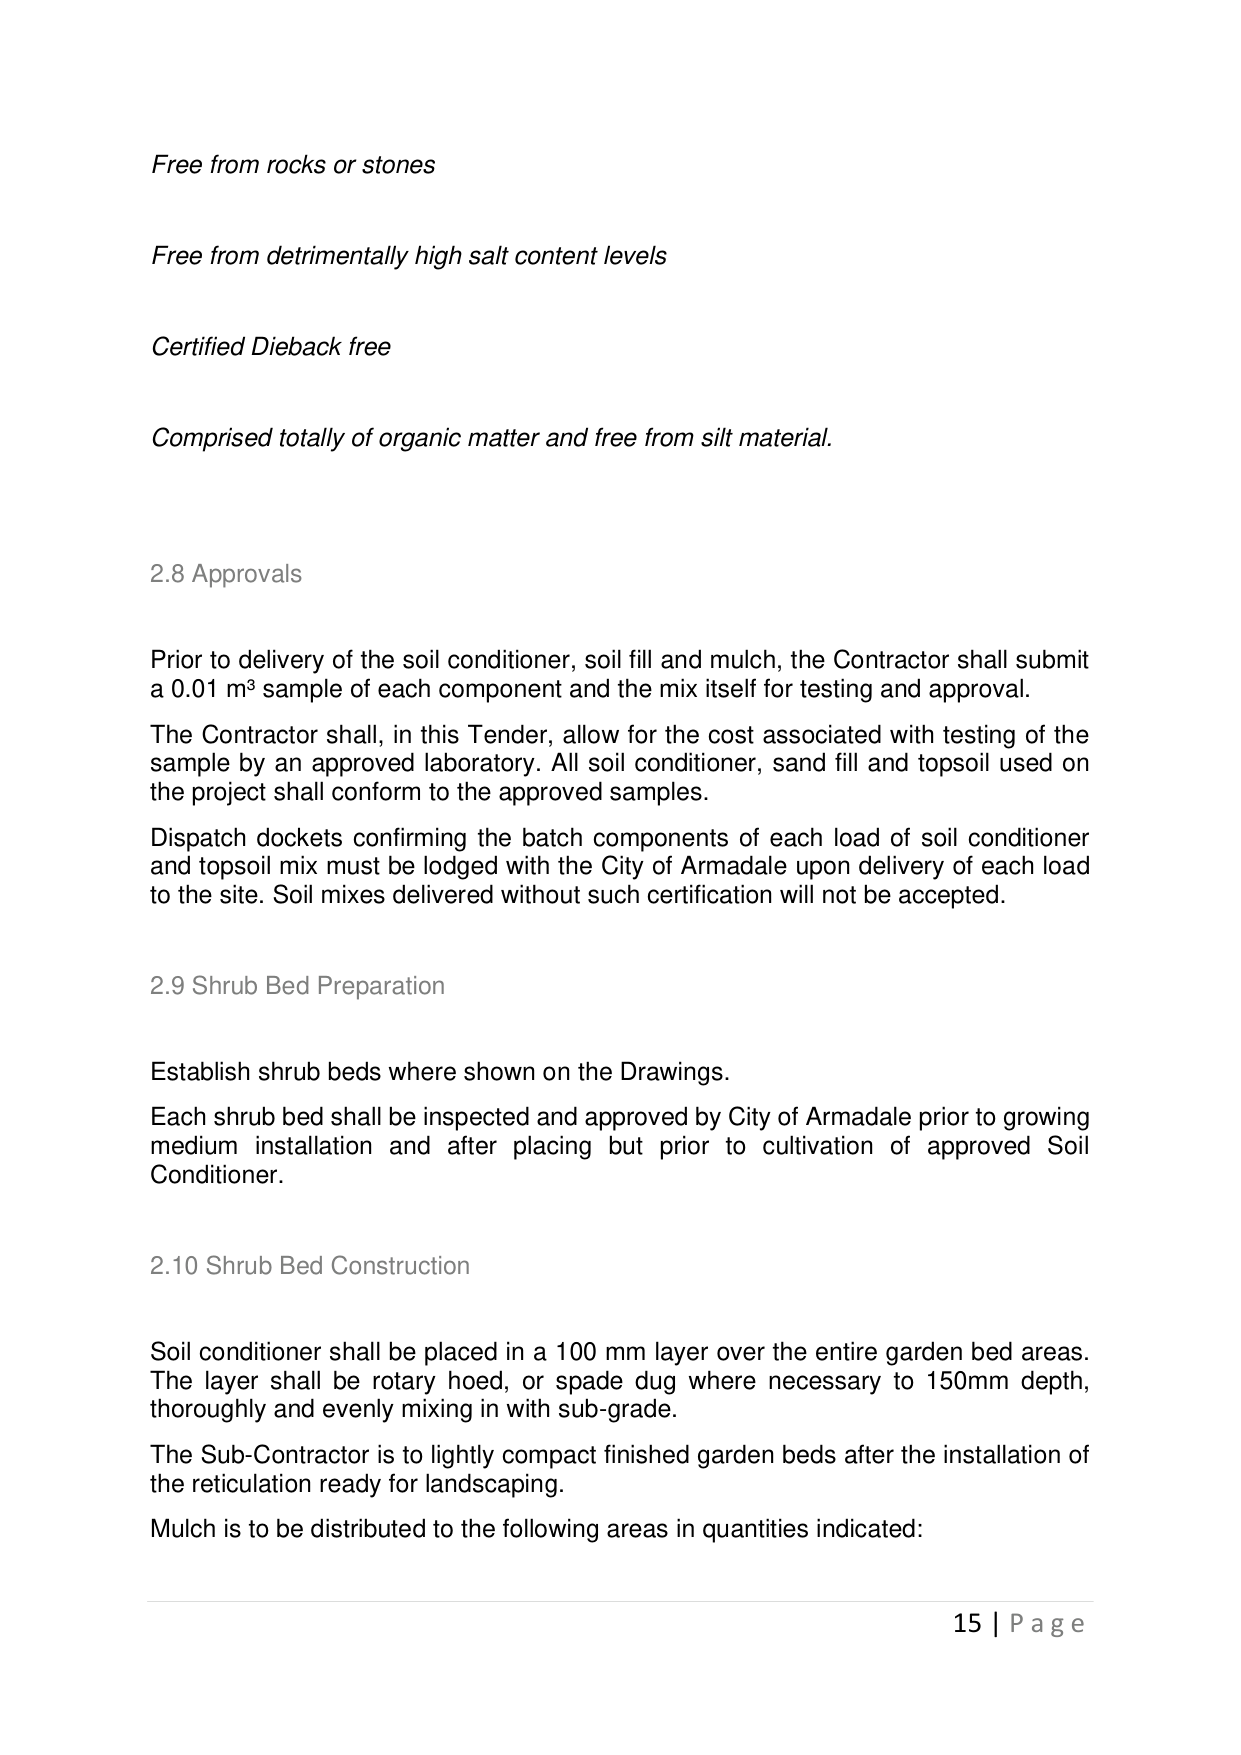 Free from rocks or stones
Free from detrimentally high salt content levels
Certified Dieback free
Comprised totally of organic matter and free from silt material.
2.8 Approvals
Prior to delivery of the soil conditioner, soil fill and mulch, the Contractor shall submit
a 0.01 m³ sample of each component and the mix itself for testing and approval.
The Contractor shall, in this Tender, allow for the cost associated with testing of the
sample by an approved laboratory. All soil conditioner, sand fill and topsoil used on
the project shall conform to the approved samples.
Dispatch dockets confirming the batch components of each load of soil conditioner
and topsoil mix must be lodged with the City of Armadale upon delivery of each load
to the site. Soil mixes delivered without such certification will not be accepted.
2.9 Shrub Bed Preparation
Establish shrub beds where shown on the Drawings.
Each shrub bed shall be inspected and approved by City of Armadale prior to growing
medium installation and after placing but prior to cultivation of approved Soil
Conditioner.
2.10 Shrub Bed Construction
Soil conditioner shall be placed in a 100 mm layer over the entire garden bed areas.
The layer shall be rotary hoed, or spade dug where necessary to 150mm depth,
thoroughly and evenly mixing in with sub-grade.
The Sub-Contractor is to lightly compact finished garden beds after the installation of
the reticulation ready for landscaping.
Mulch is to be distributed to the following areas in quantities indicated:
15 | Page